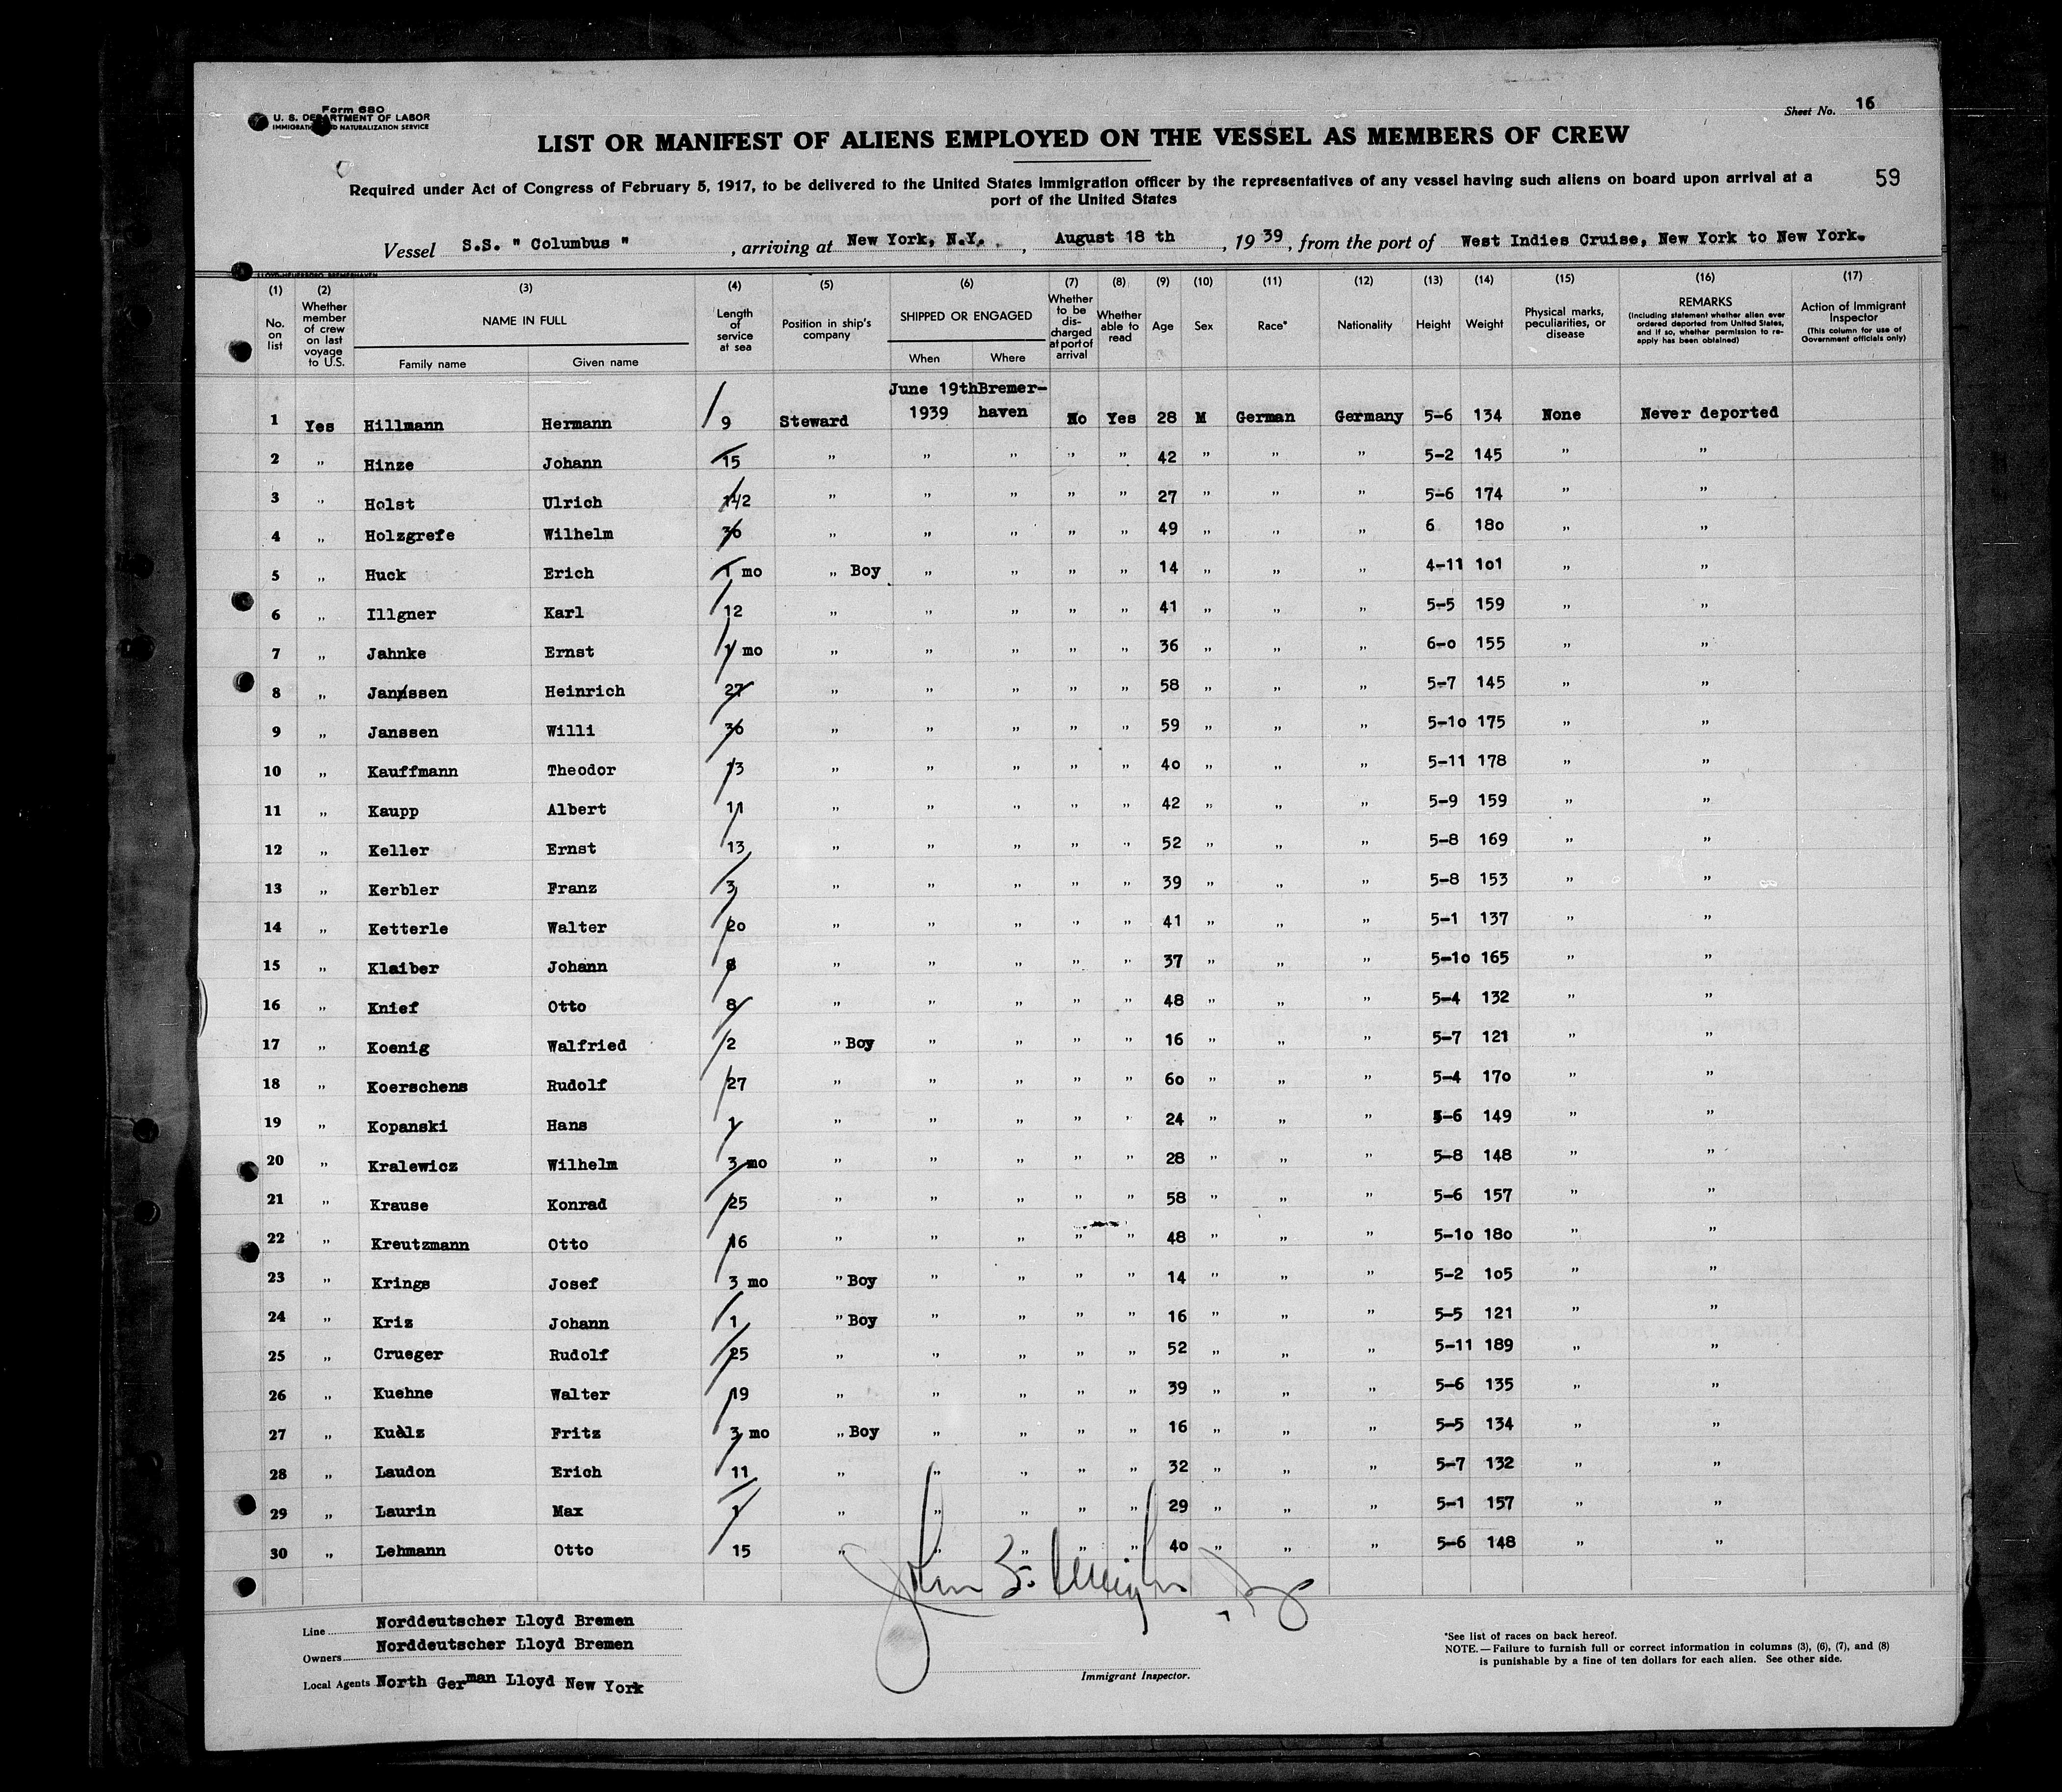 Form 680
U. S. DEPARTMENT OF LABOR
IMMIGRATION AND NATURALIZATION SERVICE
Sheet No. 16
LIST OR MANIFEST OF ALIENS EMPLOYED ON THE VESSEL AS MEMBERS OF CREW
59
Required under Act of Congress of February 5, 1917, to be delivered to the United States immigration officer by the representatives of any vessel having such aliens on board upon arrival at a
port of the United States
Vessel S.S. " Columbus " , arriving at New York, N.Y. , August 18 th , 19 39 , from the port of West Indies Cruise, New York to New York.
(1) (2) (3) (4) (5) (6) (7) (8) (9) (10) (11) (12) (13) (14) (15) (16) (17)
No. on list Whether member of crew on last voyage to U.S. NAME IN FULL Family name Given name Length of service at sea Position in ship's company SHIPPED OR ENGAGED When Where Whether to be discharged at port of arrival Whether able to read Age Sex Race* Nationality Height Weight Physical marks, peculiarities, or disease REMARKS (Including statement whether alien ever ordered deported from United States, and if so, whether permission to reapply has been obtained) Action of Immigrant Inspector (This column for use of Government officials only)
June 19th Bremer-
1 Yes Hillmann Hermann 9 Steward 1939 haven No Yes 28 M German Germany 5-6 134 None Never deported
2 " Hinze Johann 15 " " " " " 42 " " " 5-2 145 " "
3 " Holst Ulrich 1 1/2 " " " " " 27 " " " 5-6 174 " "
4 " Holzgrefe Wilhelm 30 " " " " " 49 " " " 6 180 " "
5 " Huck Erich 1 mo " Boy " " " " 14 " " " 4-11 101 " "
6 " Illgner Karl 12 " " " " " 41 " " " 5-5 159 " "
7 " Jahnke Ernst 1 mo " " " " " 36 " " " 6-0 155 " "
8 " Janssen Heinrich 27 " " " " " 58 " " " 5-7 145 " "
9 " Janssen Willi 30 " " " " " 59 " " " 5-10 175 " "
10 " Kauffmann Theodor 13 " " " " " 40 " " " 5-11 178 " "
11 " Kaupp Albert 11 " " " " " 42 " " " 5-9 159 " "
12 " Keller Ernst 13 " " " " " 52 " " " 5-8 169 " "
13 " Kerbler Franz 3 " " " " " 39 " " " 5-8 153 " "
14 " Ketterle Walter 20 " " " " " 41 " " " 5-1 137 " "
15 " Klaiber Johann 8 " " " " " 37 " " " 5-10 165 " "
16 " Knief Otto 8 " " " " " 48 " " " 5-4 132 " "
17 " Koenig Walfried 2 " Boy " " " " 16 " " " 5-7 121 " "
18 " Koerschens Rudolf 27 " " " " " 60 " " " 5-4 170 " "
19 " Kopanski Hans 1 " " " " " 24 " " " 5-6 149 " "
20 " Kralewicz Wilhelm 3 mo " " " " " 28 " " " 5-8 148 " "
21 " Krause Konrad 25 " " " " " 58 " " " 5-6 157 " "
22 " Kreutzmann Otto 16 " " " " " 48 " " " 5-10 180 " "
23 " Krings Josef 3 mo " Boy " " " " 14 " " " 5-2 105 " "
24 " Kriz Johann 1 " Boy " " " " 16 " " " 5-5 121 " "
25 " Crueger Rudolf 25 " " " " " 52 " " " 5-11 189 " "
26 " Kuehne Walter 19 " " " " " 39 " " " 5-6 135 " "
27 " Kuelz Fritz 3 mo " Boy " " " " 16 " " " 5-5 134 " "
28 " Laudon Erich 11 " " " " " 32 " " " 5-7 132 " "
29 " Laurin Max 1 " " " " " 29 " " " 5-1 157 " "
30 " Lehmann Otto 15 " " " " " 40 " " " 5-6 148 " "
Line Norddeutscher Lloyd Bremen
Owners Norddeutscher Lloyd Bremen
Local Agents North German Lloyd New York
Immigrant Inspector.
*See list of races on back hereof.
NOTE.—Failure to furnish full or correct information in columns (3), (6), (7), and (8)
is punishable by a fine of ten dollars for each alien. See other side.